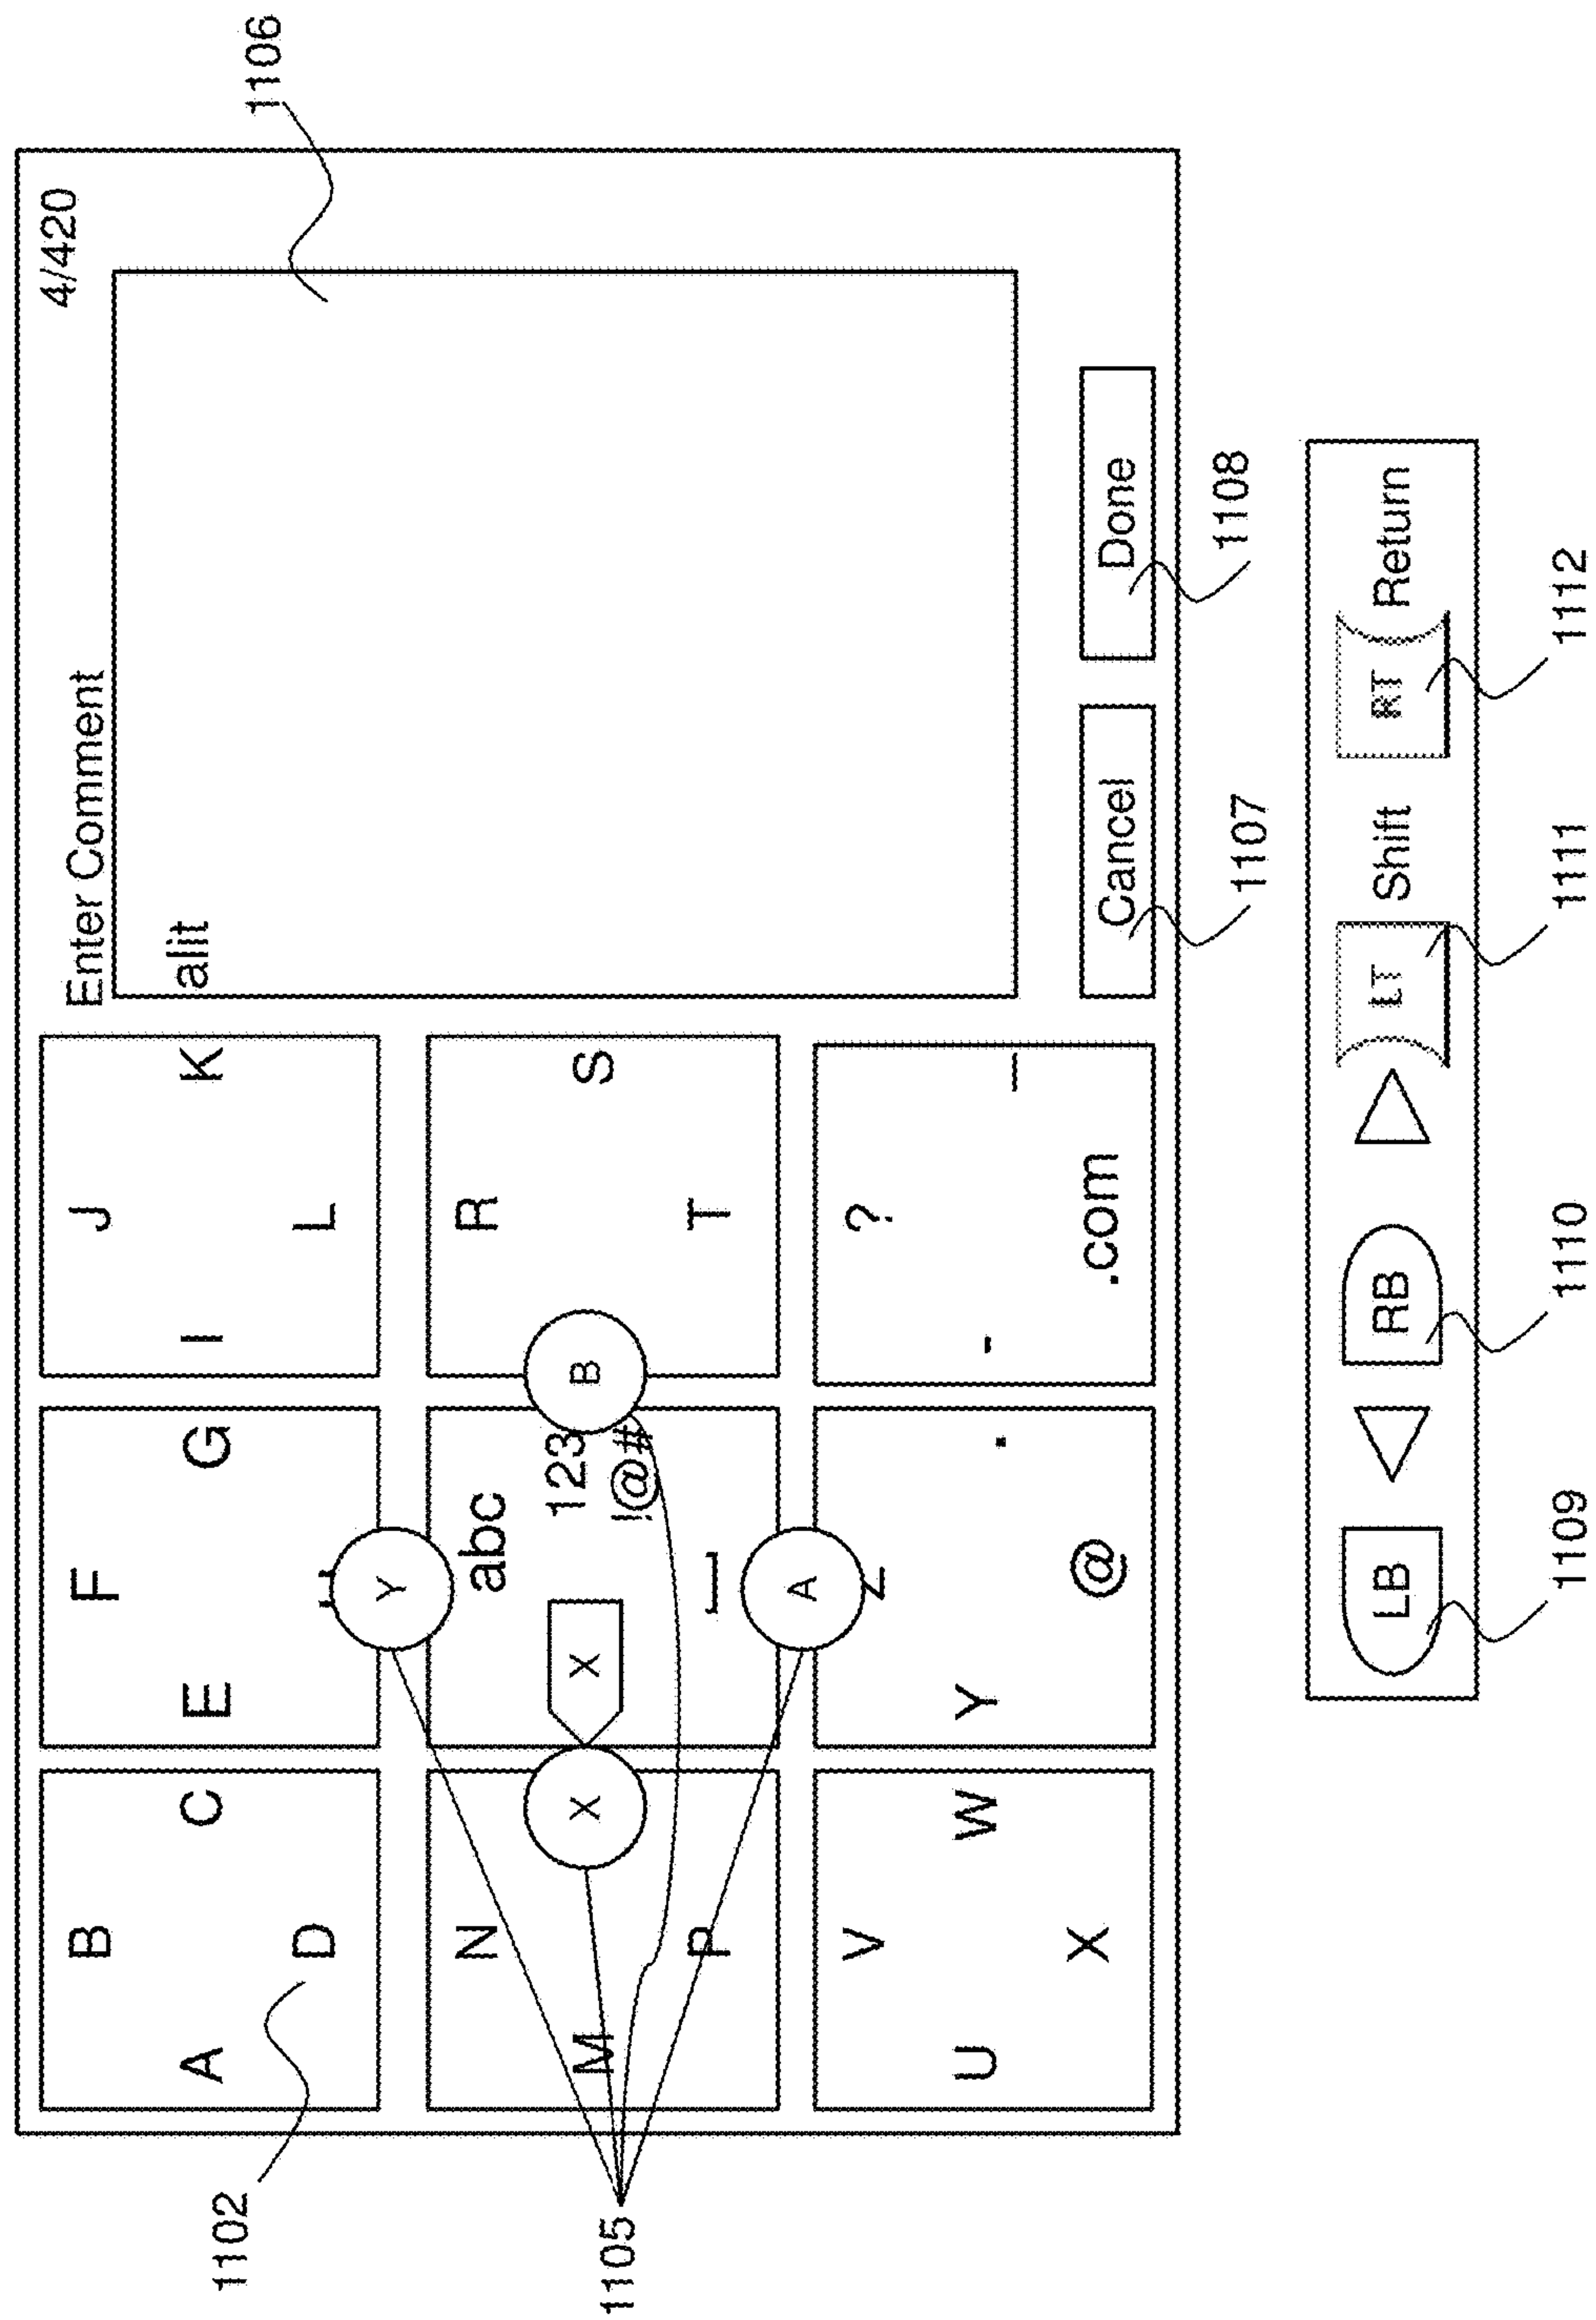 1106
4/420
Enter Comment
alit
B
A C
D
1102
F
E G
J
I K
L
N
M
P
X
X
Y
abc
123
!@#
B
A
R
S
T
V
U W
X
Y .
@
?
- _
.com
1105
Cancel
Done
1107
1108
LB
RB
LT
Shift
RT
Return
1109
1110
1111
1112